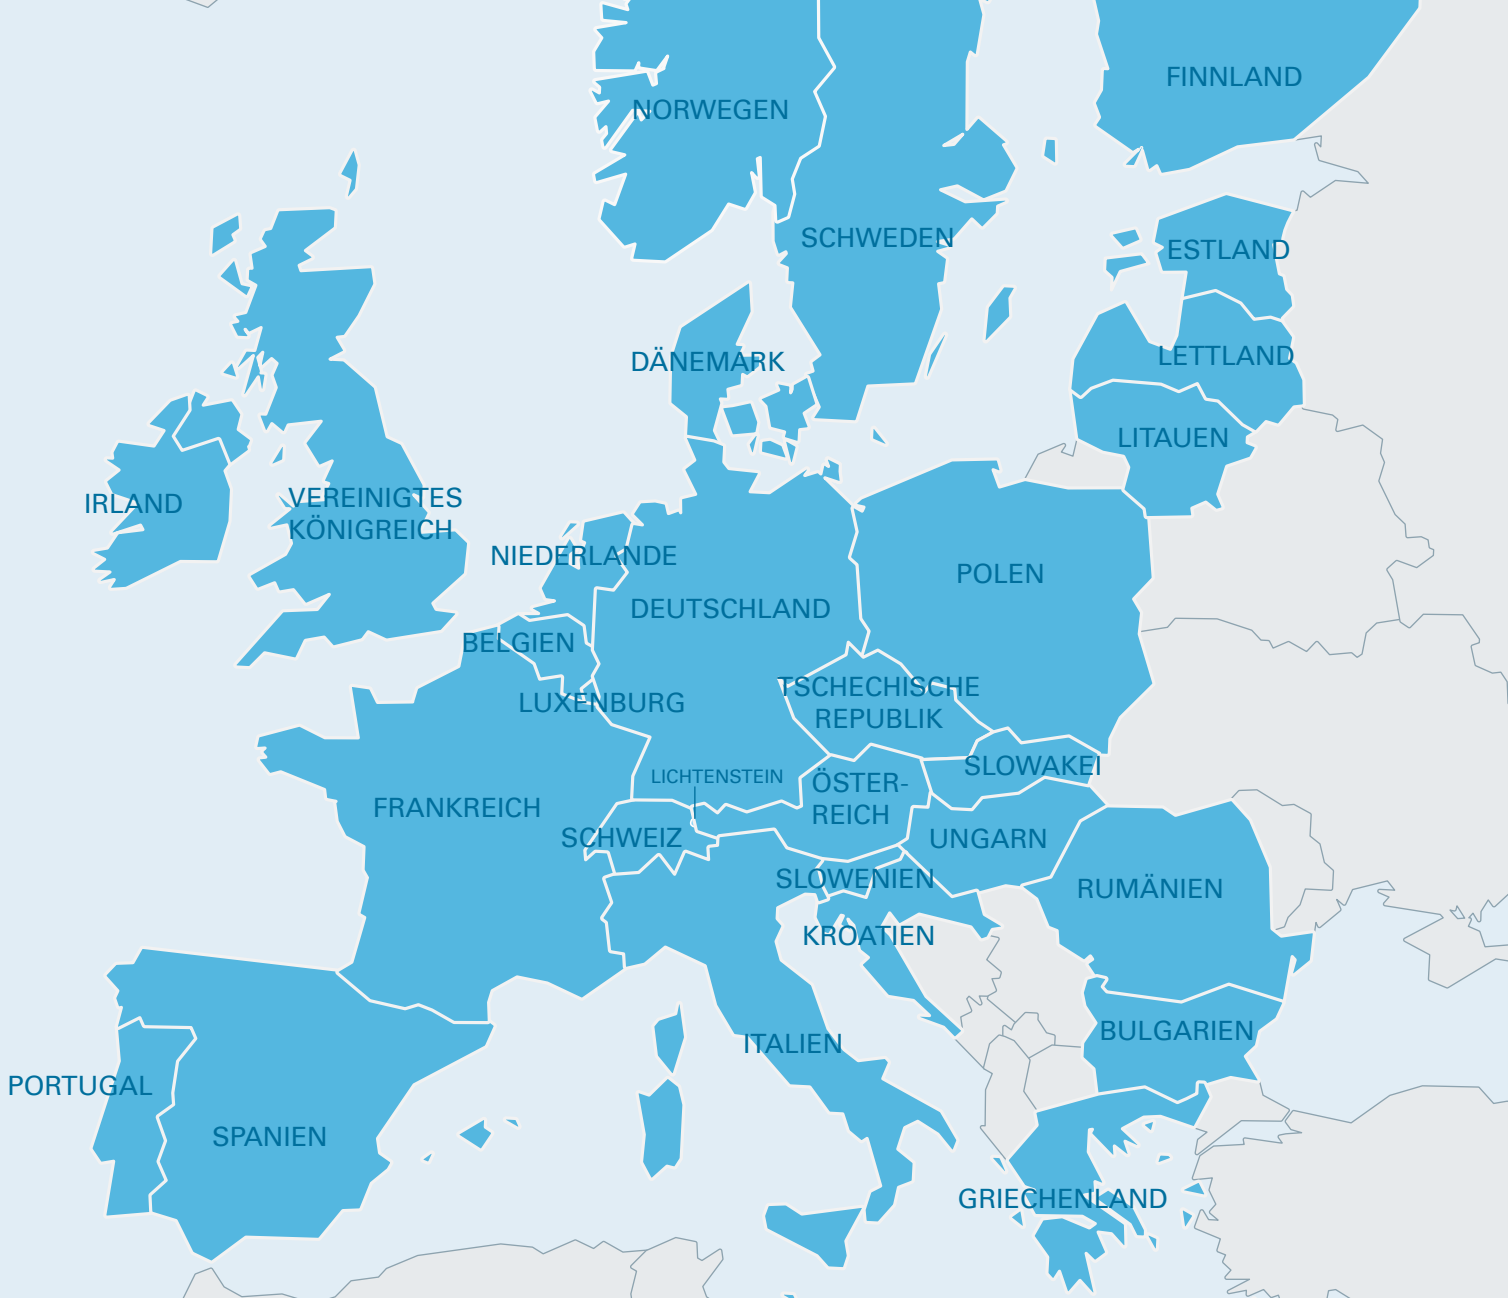 FINNLAND
NORWEGEN
SCHWEDEN
ESTLAND
LETTLAND
DÄNEMARK
LITAUEN
IRLAND
VEREINIGTES
KÖNIGREICH
NIEDERLANDE
POLEN
DEUTSCHLAND
BELGIEN
TSCHECHISCHE
REPUBLIK
LUXENBURG
SLOWAKEI
LICHTENSTEIN
ÖSTER-
REICH
FRANKREICH
SCHWEIZ
UNGARN
SLOWENIEN
RUMÄNIEN
KROATIEN
BULGARIEN
ITALIEN
PORTUGAL
SPANIEN
GRIECHENLAND